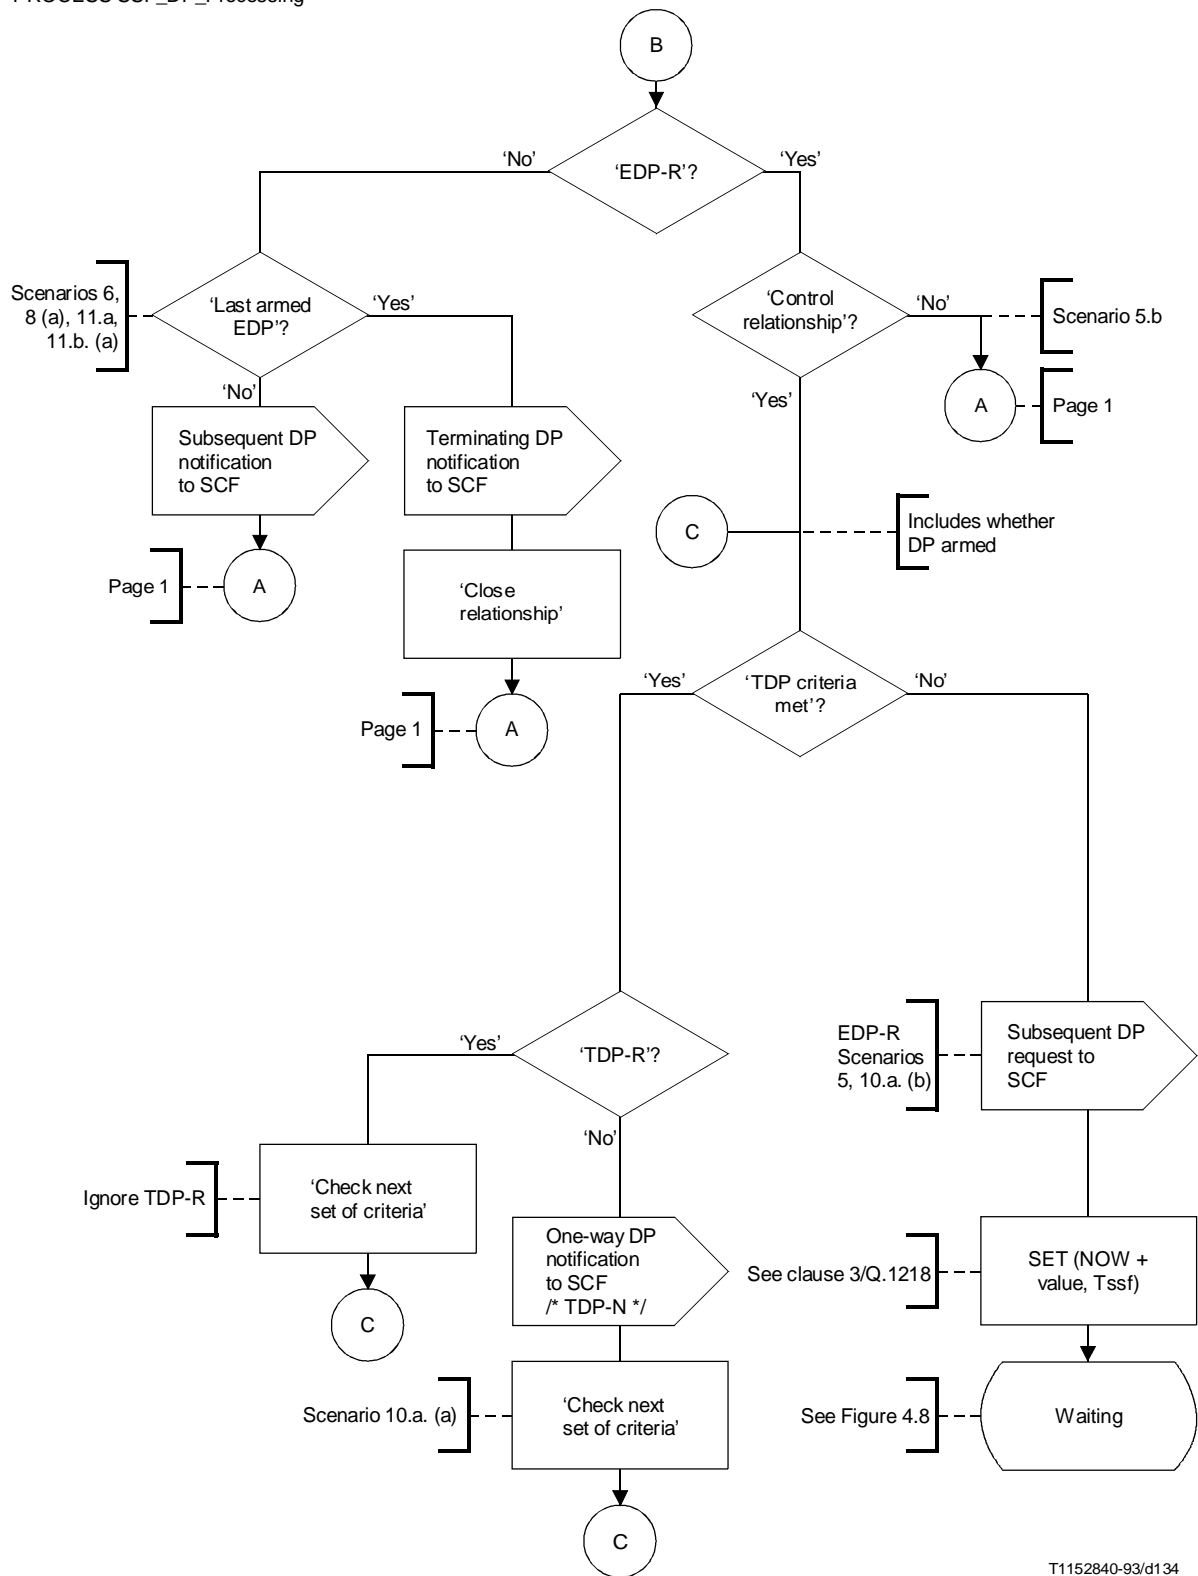 B
'EDP-R'?
'No'
'Yes'
Scenarios 6,
8 (a), 11.a,
11.b. (a)
'Last armed
EDP'?
'Yes'
'No'
'Control
relationship'?
'No'
Scenario 5.b
'Yes'
A
Page 1
Subsequent DP
notification
to SCF
Terminating DP
notification
to SCF
C
Includes whether
DP armed
Page 1
A
'Close
relationship'
Page 1
A
'Yes'
'TDP criteria
met'?
'No'
'Yes'
'TDP-R'?
'No'
EDP-R
Scenarios
5, 10.a. (b)
Subsequent DP
request to
SCF
Ignore TDP-R
'Check next
set of criteria'
C
One-way DP
notification
to SCF
/* TDP-N */
See clause 3/Q.1218
SET (NOW +
value, Tssf)
Scenario 10.a. (a)
'Check next
set of criteria'
See Figure 4.8
Waiting
C
T1152840-93/d134